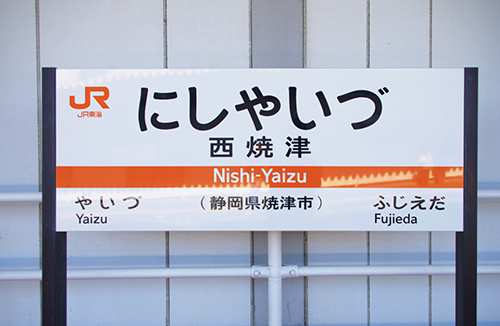 JR
JR東海
にしやいづ
西焼津
Nishi-Yaizu
やいづ (静岡県焼津市) ふじえだ
Yaizu Fujieda